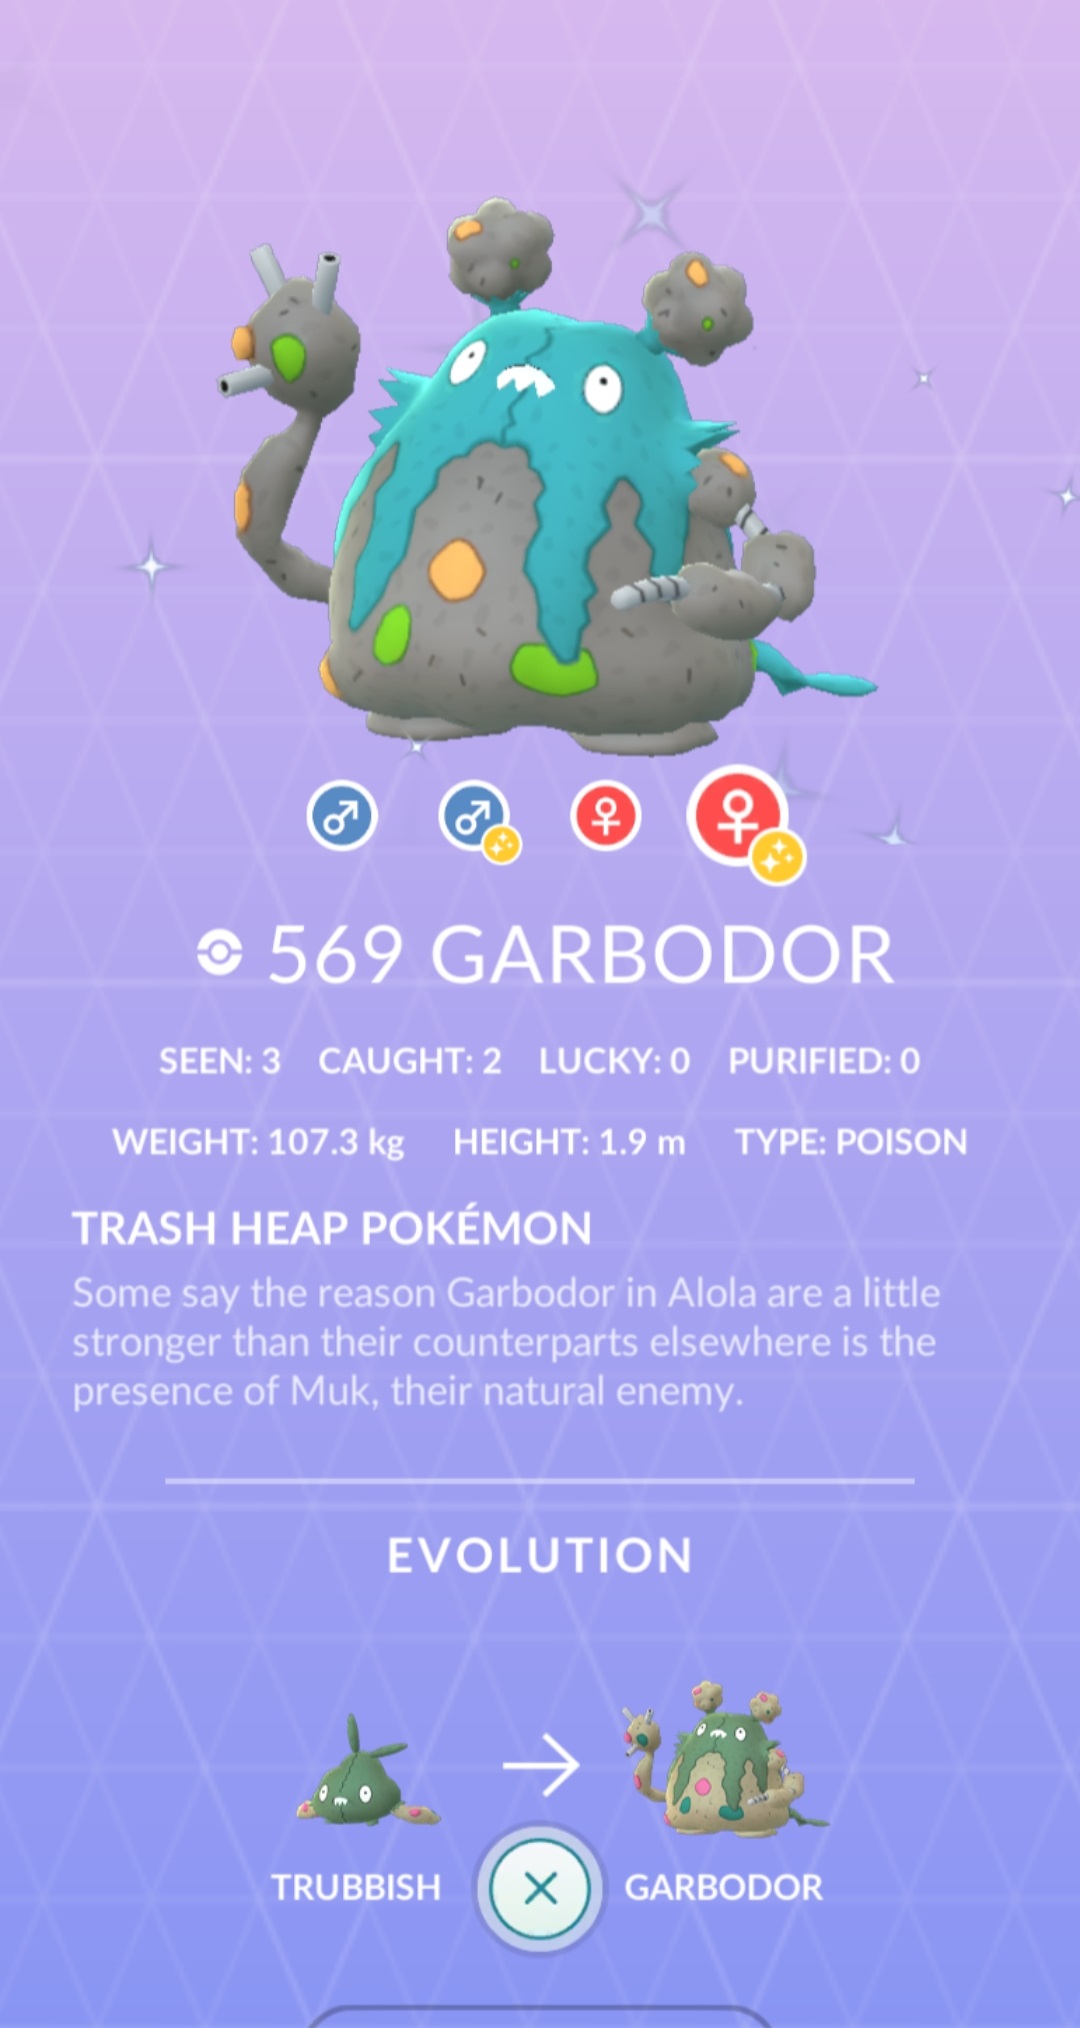 569 GARBODOR
SEEN: 3 CAUGHT: 2 LUCKY: 0 PURIFIED: 0
WEIGHT: 107.3 kg HEIGHT: 1.9 m TYPE: POISON
TRASH HEAP POKÉMON
Some say the reason Garbodor in Alola are a little
stronger than their counterparts elsewhere is the
presence of Muk, their natural enemy.
EVOLUTION
TRUBBISH GARBODOR